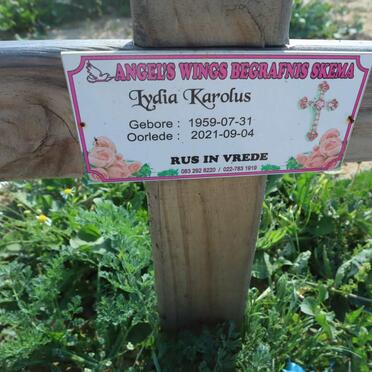 ANGEL'S WINGS BEGRAFNIS SKEMA
Lydia Karolus
Gebore : 1959-07-31
Oorlede : 2021-09-04
RUS IN VREDE
083 292 8220 / 022-783 1919